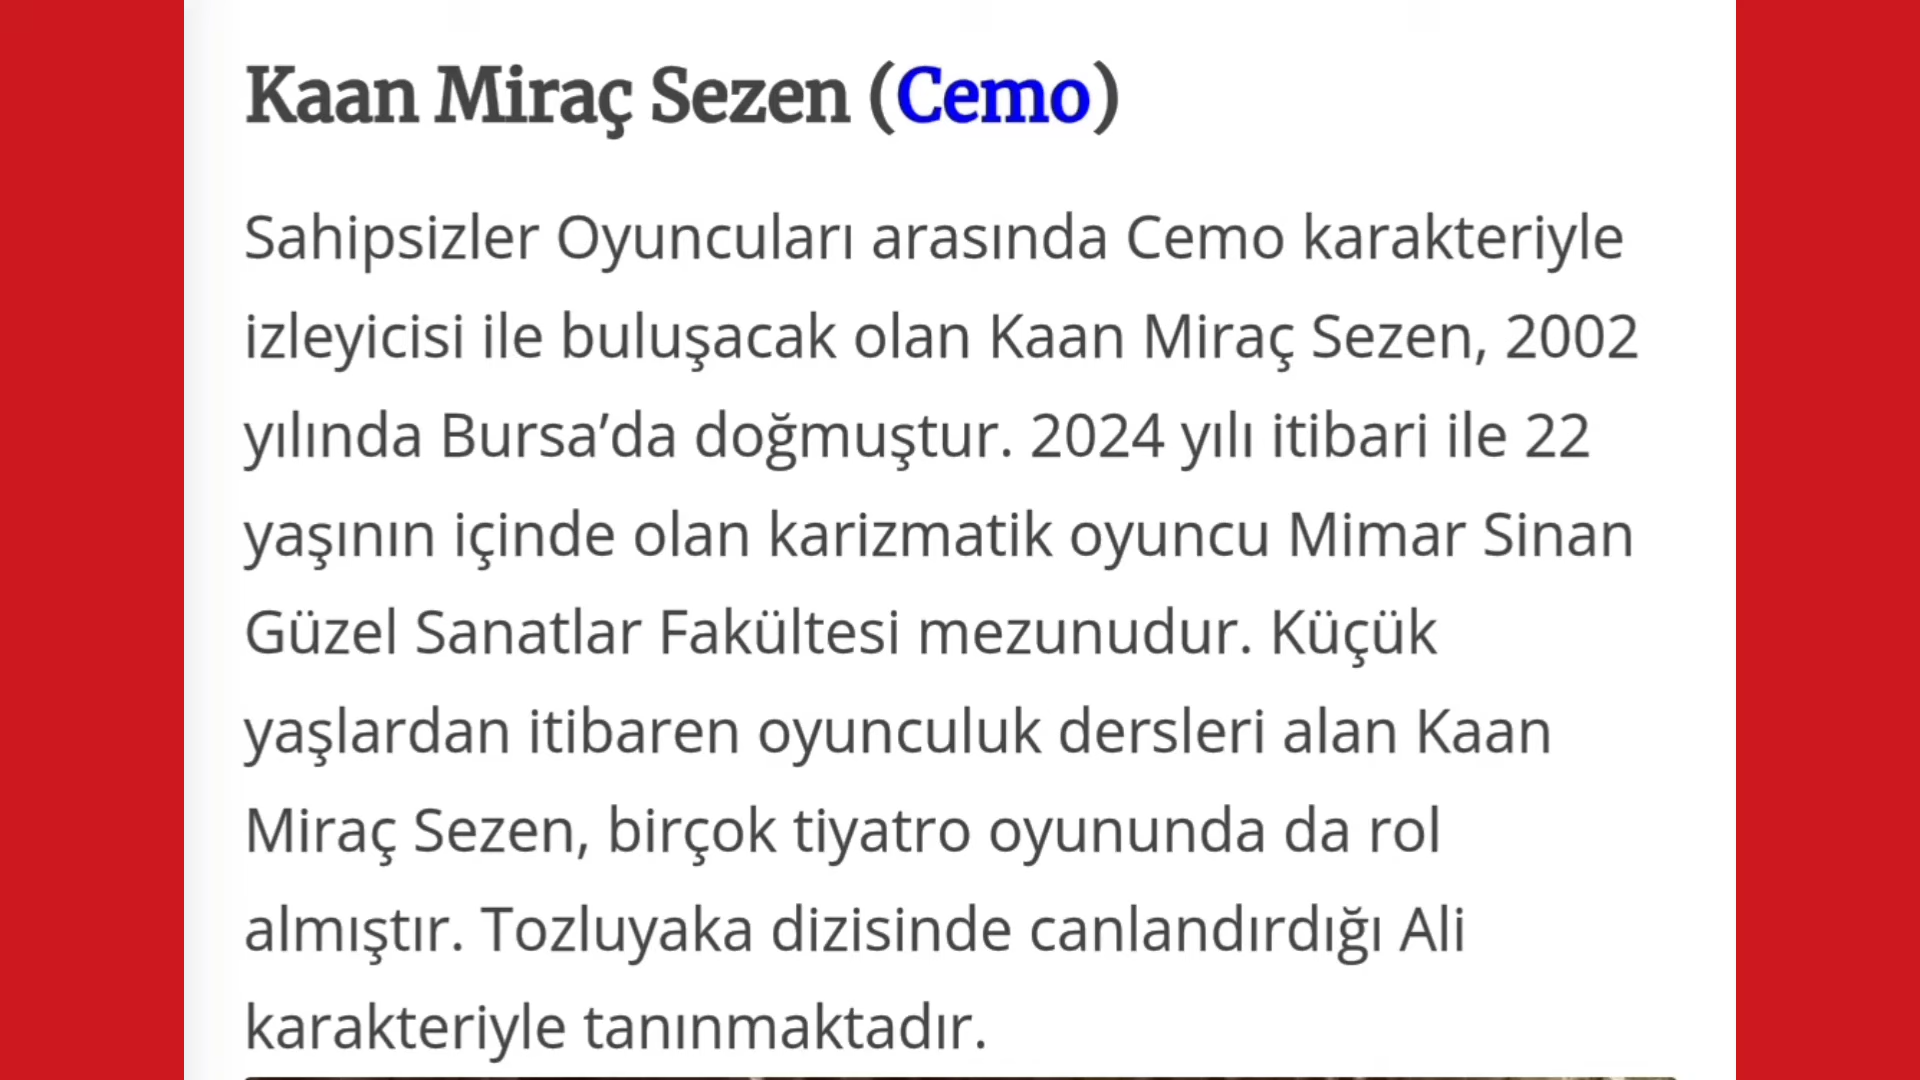 Kaan Miraç Sezen (Cemo)
Sahipsizler Oyuncuları arasında Cemo karakteriyle
izleyicisi ile buluşacak olan Kaan Miraç Sezen, 2002
yılında Bursa’da doğmuştur. 2024 yılı itibari ile 22
yaşının içinde olan karizmatik oyuncu Mimar Sinan
Güzel Sanatlar Fakültesi mezunudur. Küçük
yaşlardan itibaren oyunculuk dersleri alan Kaan
Miraç Sezen, birçok tiyatro oyununda da rol
almıştır. Tozluyaka dizisinde canlandırdığı Ali
karakteriyle tanınmaktadır.